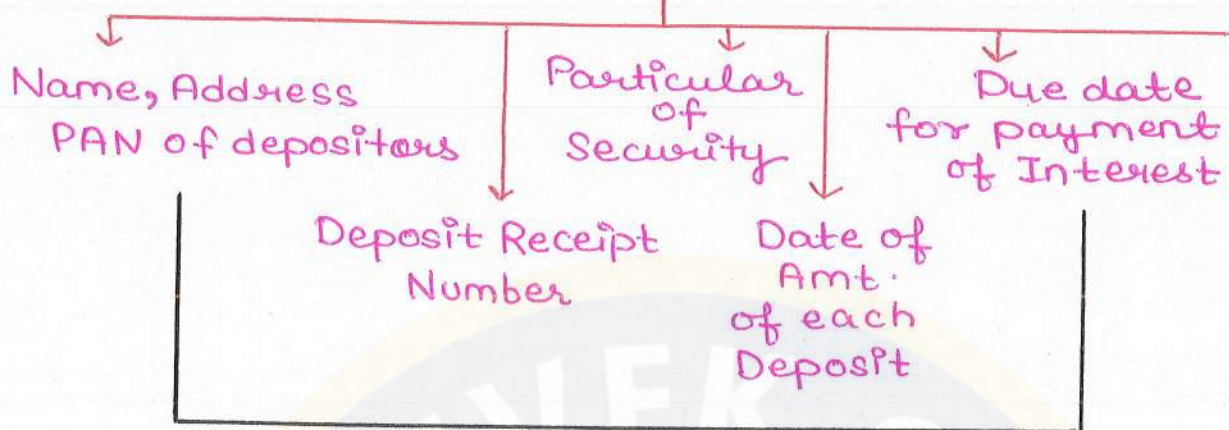 Name, Address
PAN of depositors
Particular
of
Security
Due date
for payment
of Interest
Deposit Receipt
Number
Date of
Amt.
of each
Deposit